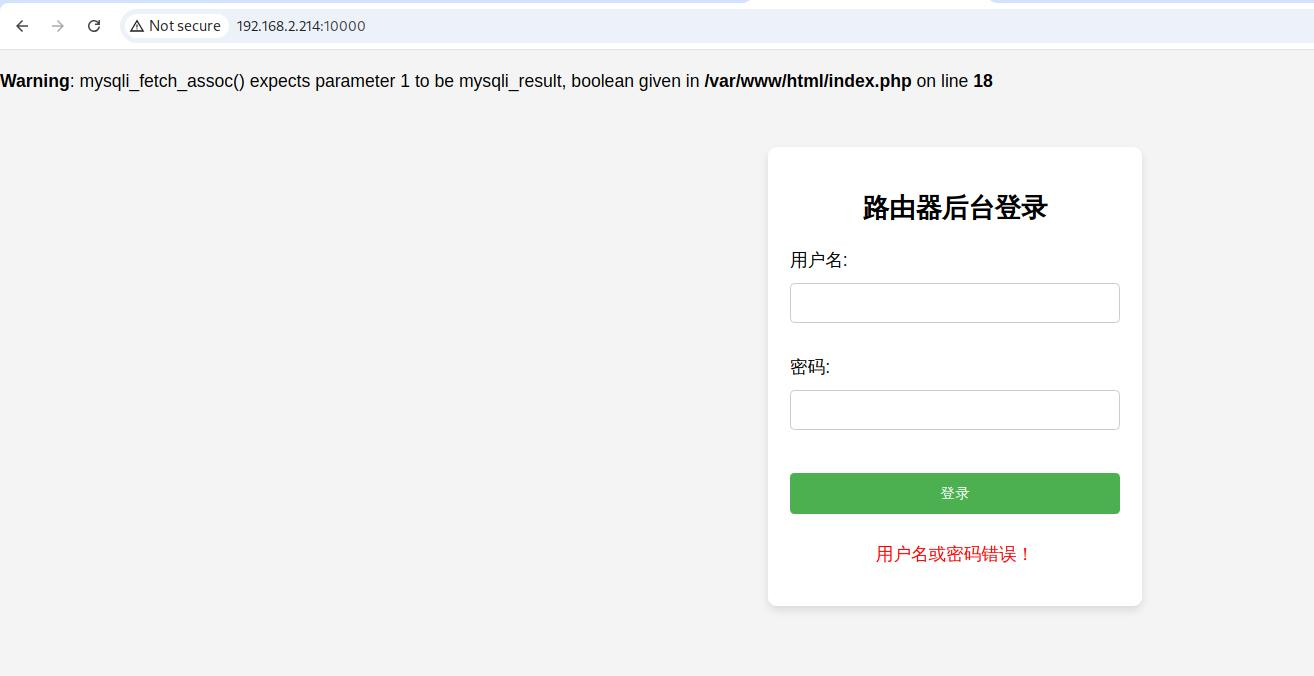 Not secure 192.168.2.214:10000
Warning: mysqli_fetch_assoc() expects parameter 1 to be mysqli_result, boolean given in /var/www/html/index.php on line 18
路由器后台登录
用户名:
密码:
登录
用户名或密码错误！